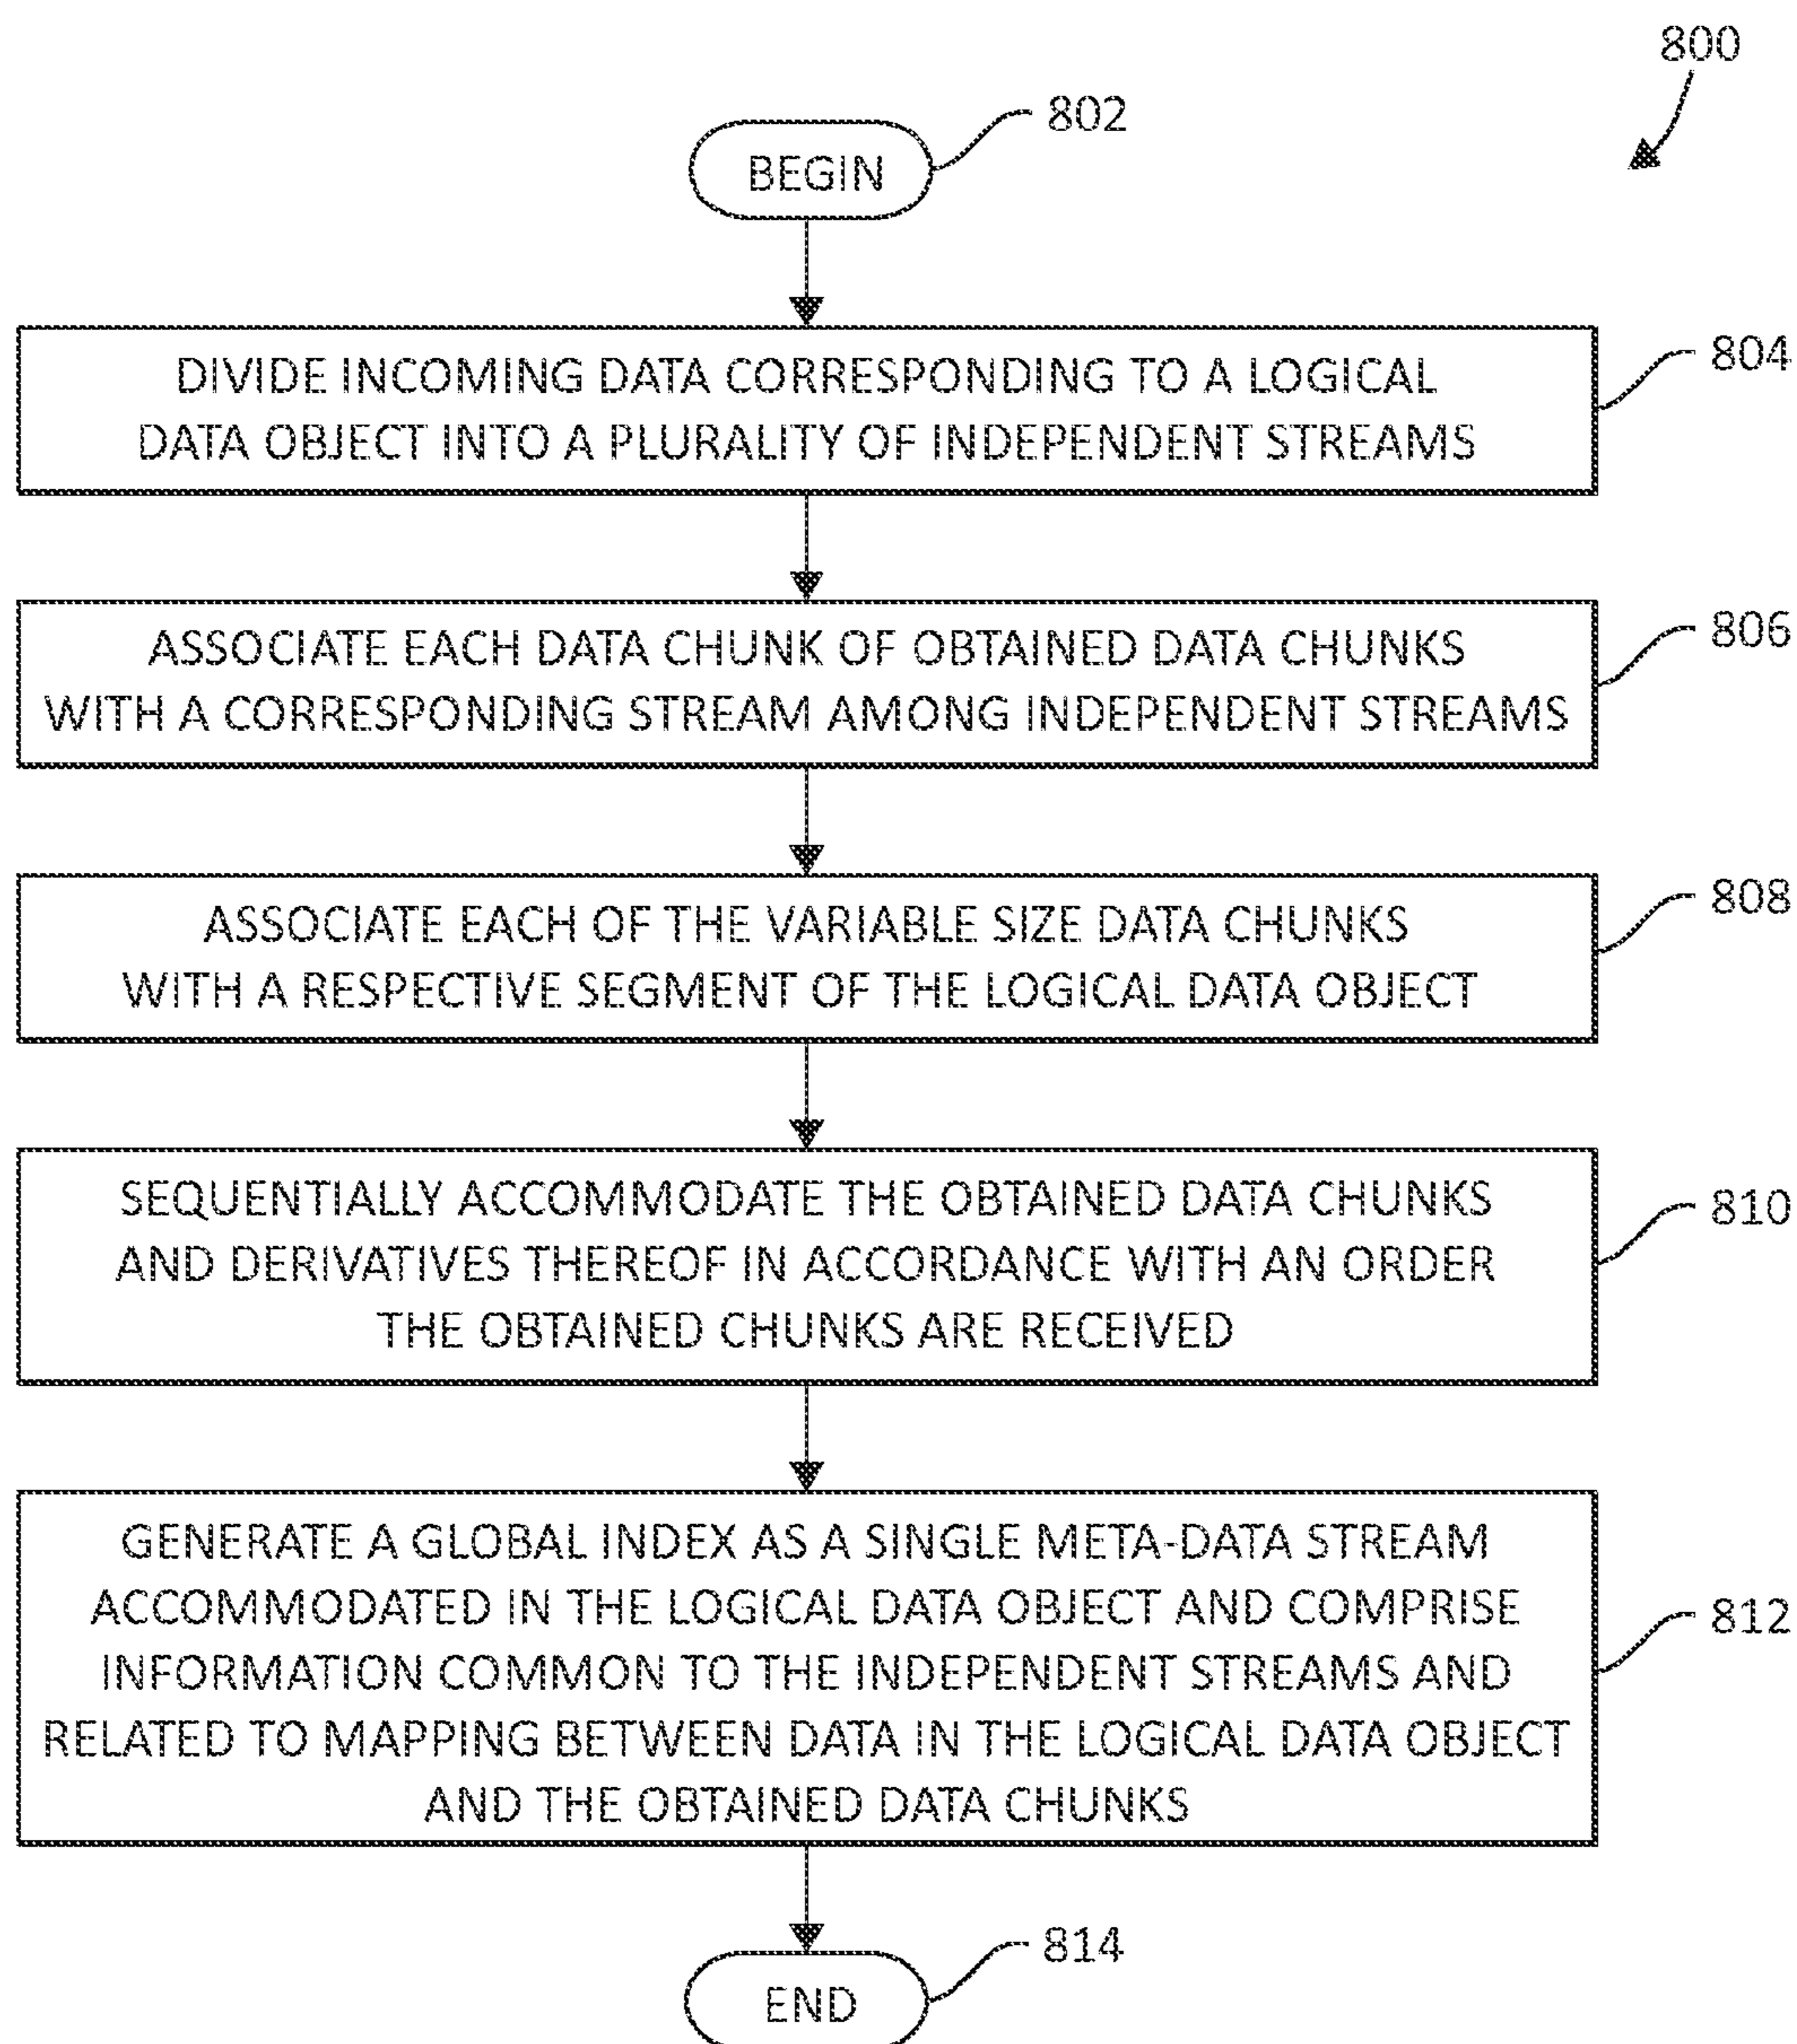 800
802
BEGIN
804
DIVIDE INCOMING DATA CORRESPONDING TO A LOGICAL
DATA OBJECT INTO A PLURALITY OF INDEPENDENT STREAMS
806
ASSOCIATE EACH DATA CHUNK OF OBTAINED DATA CHUNKS
WITH A CORRESPONDING STREAM AMONG INDEPENDENT STREAMS
808
ASSOCIATE EACH OF THE VARIABLE SIZE DATA CHUNKS
WITH A RESPECTIVE SEGMENT OF THE LOGICAL DATA OBJECT
810
SEQUENTIALLY ACCOMMODATE THE OBTAINED DATA CHUNKS
AND DERIVATIVES THEREOF IN ACCORDANCE WITH AN ORDER
THE OBTAINED CHUNKS ARE RECEIVED
812
GENERATE A GLOBAL INDEX AS A SINGLE META-DATA STREAM
ACCOMMODATED IN THE LOGICAL DATA OBJECT AND COMPRISE
INFORMATION COMMON TO THE INDEPENDENT STREAMS AND
RELATED TO MAPPING BETWEEN DATA IN THE LOGICAL DATA OBJECT
AND THE OBTAINED DATA CHUNKS
814
END